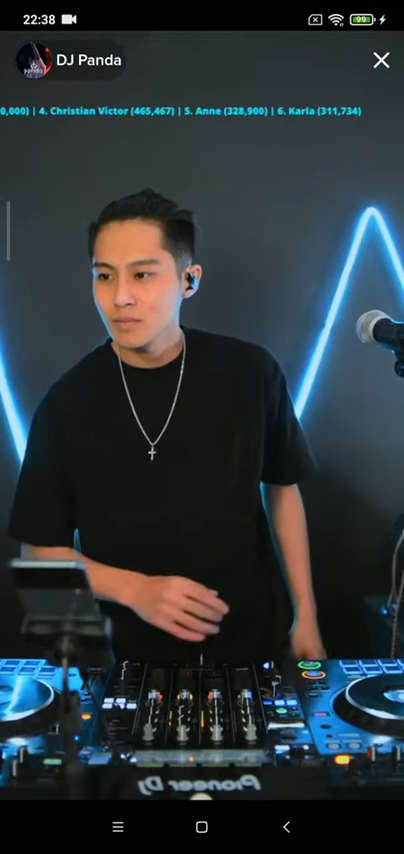 22:38
99
DJ Panda
0,000) | 4. Christian Victor (465,467) | 5. Anne (328,900) | 6. Karla (311,734)
Pioneer Dj